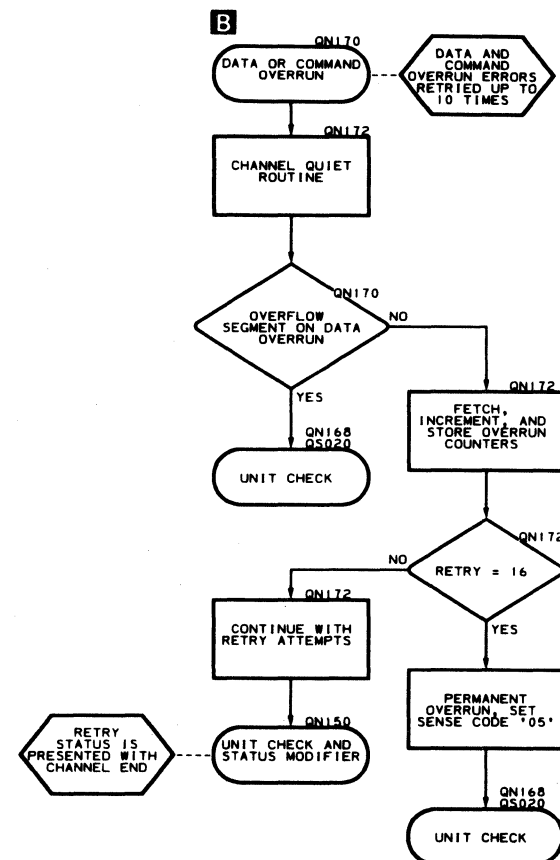 B
QN170
DATA OR COMMAND
OVERRUN
DATA AND
COMMAND
OVERRUN ERRORS
RETRIED UP TO
10 TIMES
QN172
CHANNEL QUIET
ROUTINE
QN170
OVERFLOW
SEGMENT ON DATA
OVERRUN
NO
YES
QN172
FETCH,
INCREMENT, AND
STORE OVERRUN
COUNTERS
QN168
QS020
UNIT CHECK
QN172
RETRY = 16
NO
YES
QN172
CONTINUE WITH
RETRY ATTEMPTS
PERMANENT
OVERRUN, SET
SENSE CODE '05'
QN150
UNIT CHECK AND
STATUS MODIFIER
RETRY
STATUS IS
PRESENTED WITH
CHANNEL END
QN168
QS020
UNIT CHECK